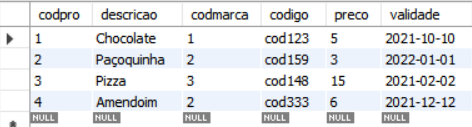 codpro descricao codmarca codigo preco validade
1 Chocolate 1 cod123 5 2021-10-10
2 Paçoquinha 2 cod159 3 2022-01-01
3 Pizza 3 cod148 15 2021-02-02
4 Amendoim 2 cod333 6 2021-12-12
NULL NULL NULL NULL NULL NULL